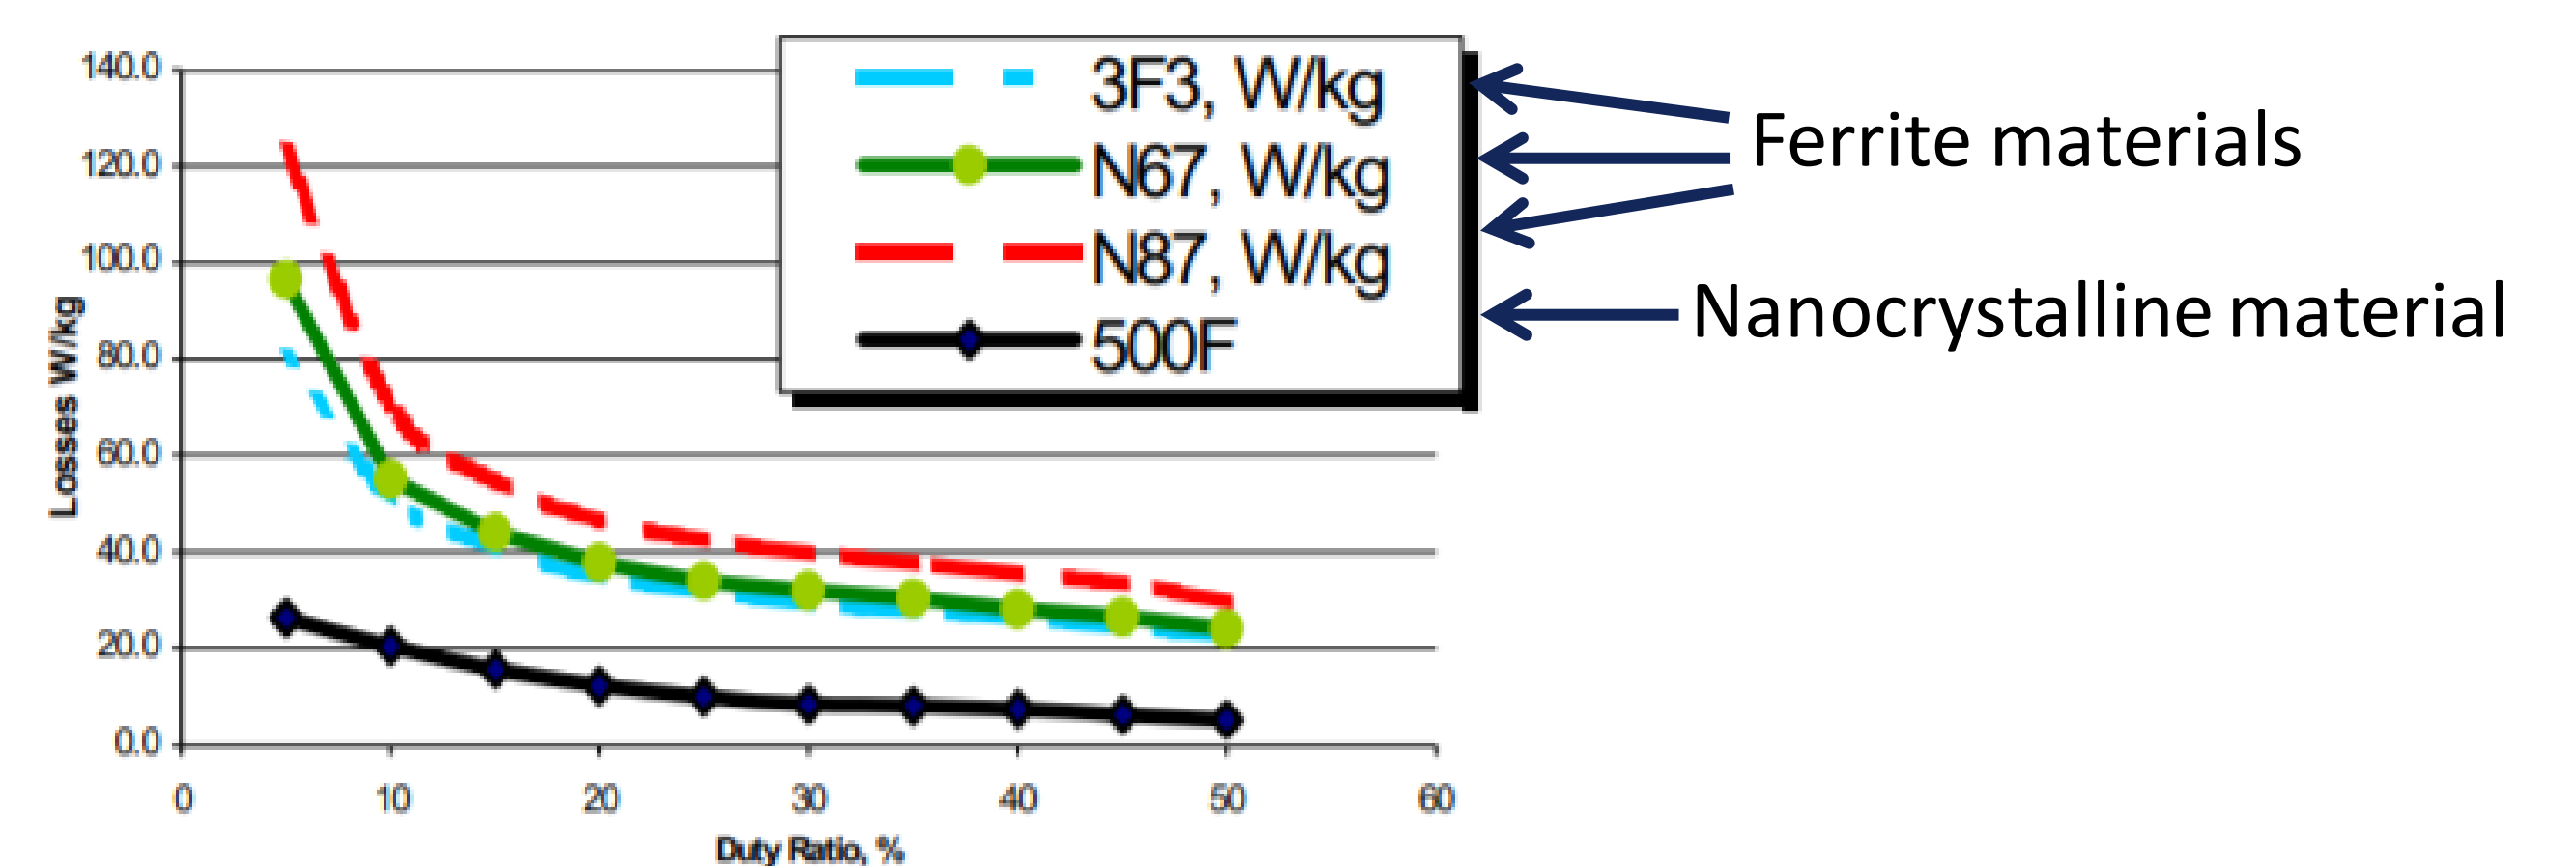 140.0
120.0
100.0
80.0
60.0
40.0
20.0
0.0
Losses W/kg
0 10 20 30 40 50 60
Duty Ratio, %
3F3, W/kg
N67, W/kg
N87, W/kg
500F
Ferrite materials
Nanocrystalline material